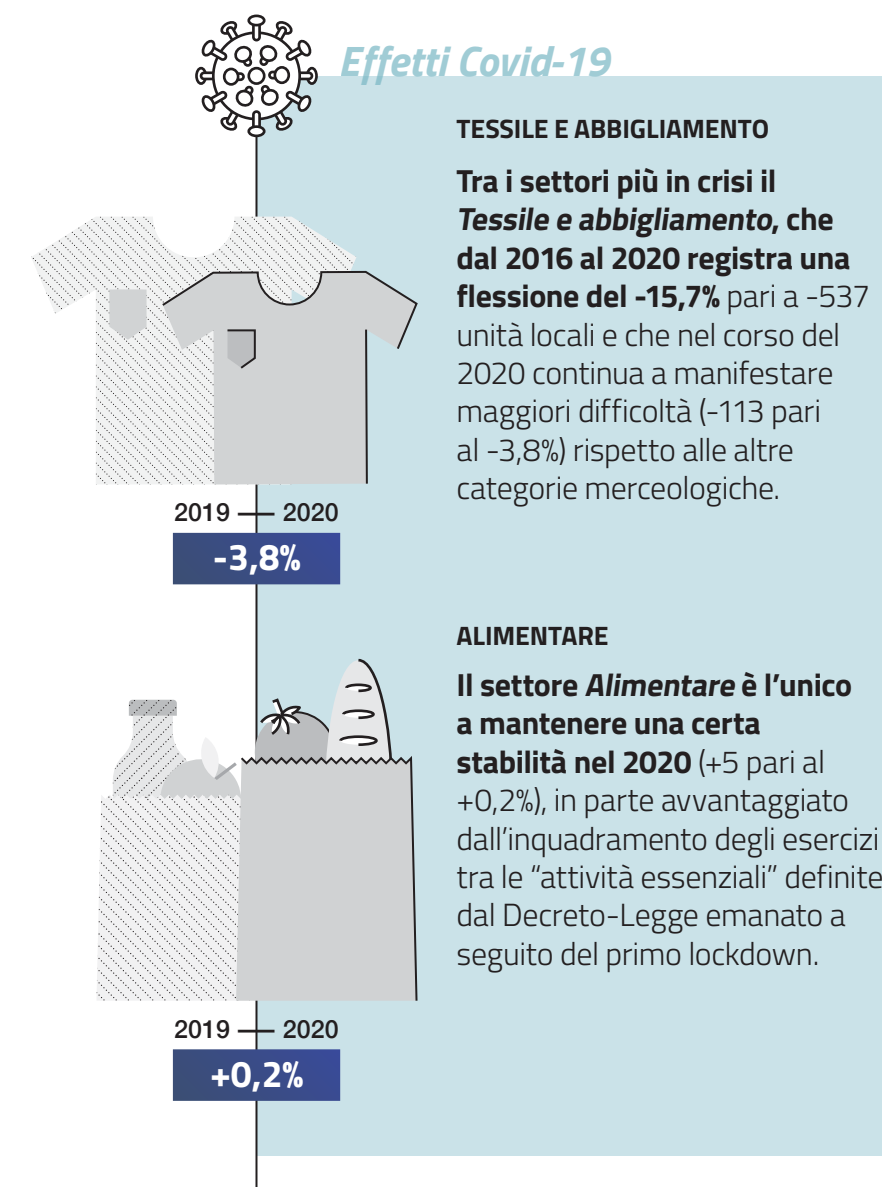 Effetti Covid-19
TESSILE E ABBIGLIAMENTO
Tra i settori più in crisi il
Tessile e abbigliamento, che
dal 2016 al 2020 registra una
flessione del -15,7% pari a -537
unità locali e che nel corso del
2020 continua a manifestare
maggiori difficoltà (-113 pari
al -3,8%) rispetto alle altre
categorie merceologiche.
2019 — 2020
-3,8%
ALIMENTARE
Il settore Alimentare è l’unico
a mantenere una certa
stabilità nel 2020 (+5 pari al
+0,2%), in parte avvantaggiato
dall’inquadramento degli esercizi
tra le “attività essenziali” definite
dal Decreto-Legge emanato a
seguito del primo lockdown.
2019 — 2020
+0,2%